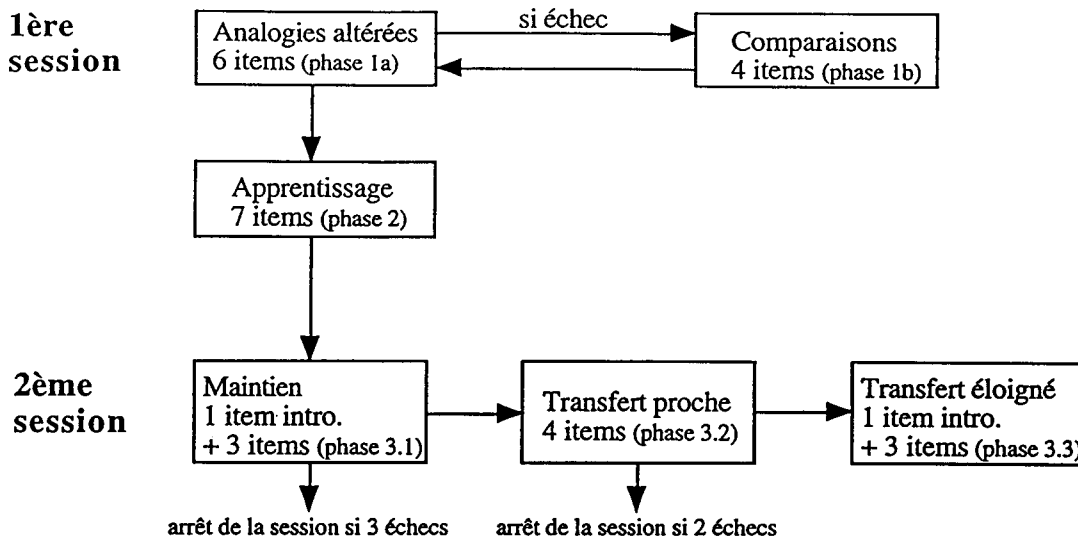 1ère
session
Analogies altérées
6 items (phase 1a)
si échec
Comparaisons
4 items (phase 1b)
Apprentissage
7 items (phase 2)
2ème
session
Maintien
1 item intro.
+ 3 items (phase 3.1)
Transfert proche
4 items (phase 3.2)
Transfert éloigné
1 item intro.
+ 3 items (phase 3.3)
arrêt de la session si 3 échecs
arrêt de la session si 2 échecs